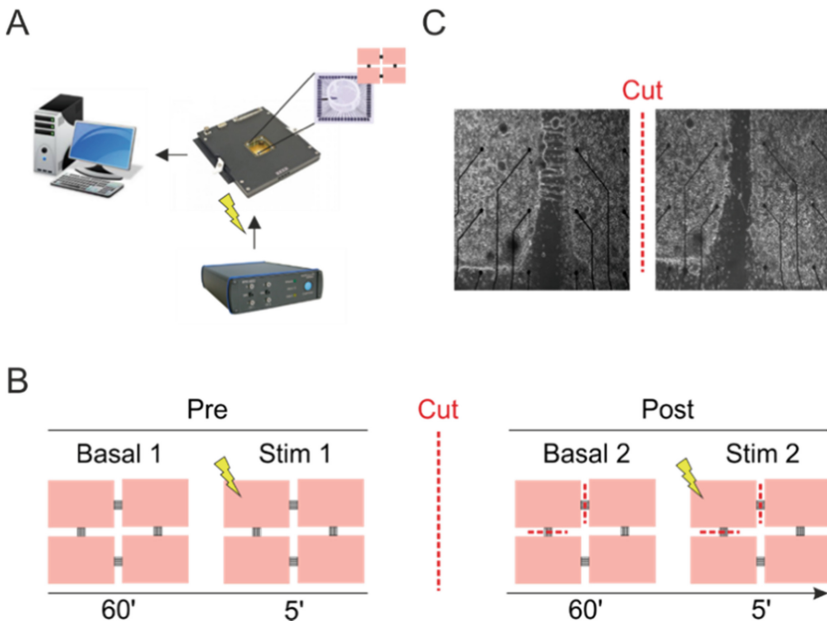 A
C
Cut
B
Pre
Cut
Post
Basal 1
Stim 1
Basal 2
Stim 2
60'
5'
60'
5'